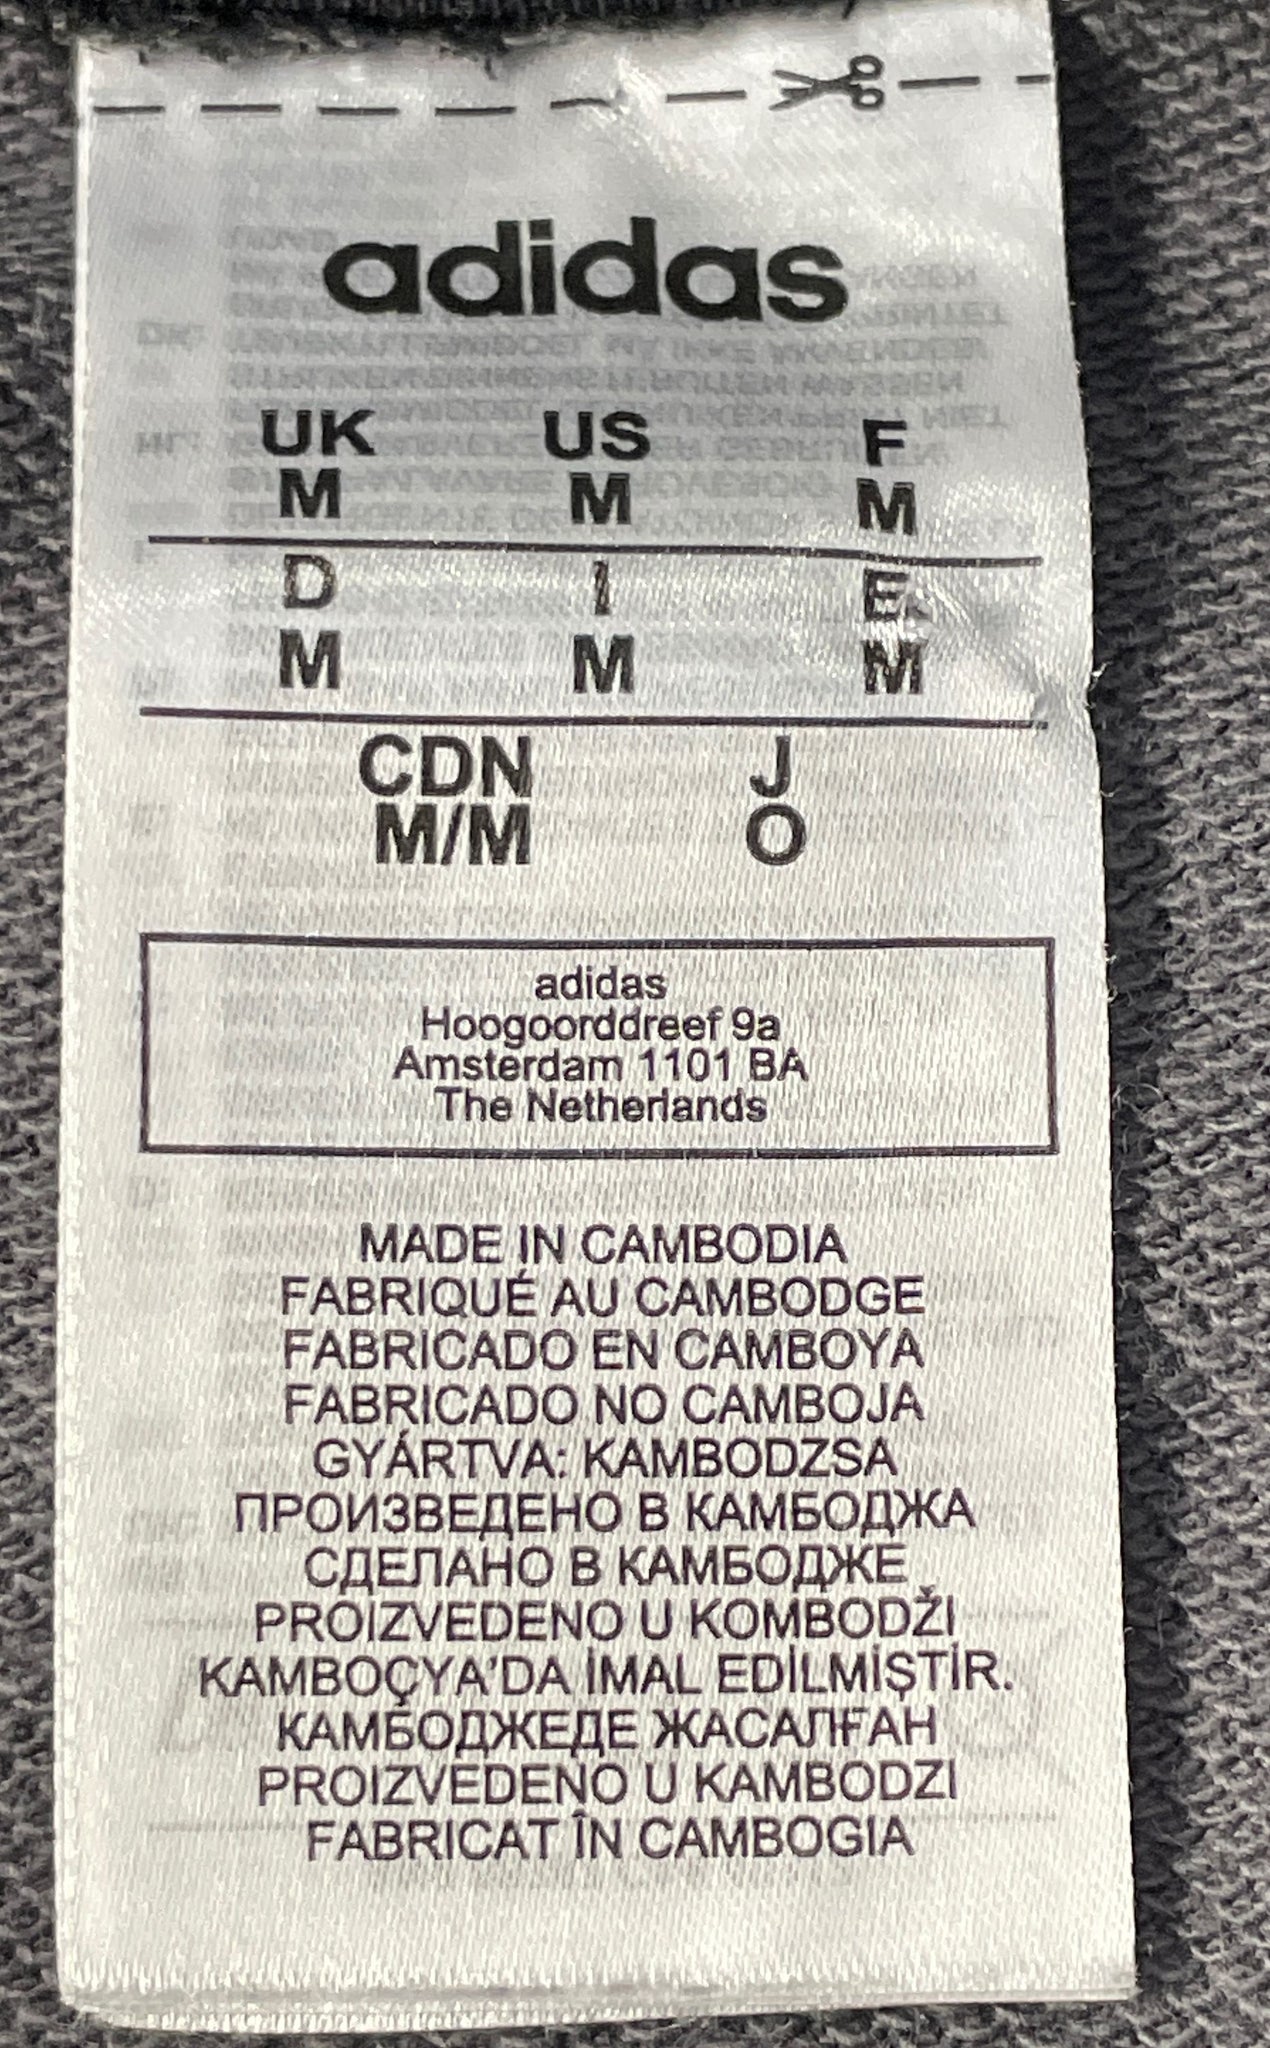 adidas
UK US F
M M M
D I E
M M M
CDN J
M/M O
adidas
Hoogoorddreef 9a
Amsterdam 1101 BA
The Netherlands
MADE IN CAMBODIA
FABRIQUÉ AU CAMBODGE
FABRICADO EN CAMBOYA
FABRICADO NO CAMBOJA
GYÁRTVA: KAMBODZSA
ПРОИЗВЕДЕНО В КАМБОДЖА
СДЕЛАНО В КАМБОДЖЕ
PROIZVEDENO U KOMBODŽI
KAMBOÇYA'DA İMAL EDİLMİŞTİR.
КАМБОДЖЕДЕ ЖАСАЛҒАН
PROIZVEDENO U KAMBODZI
FABRICAT ÎN CAMBOGIA